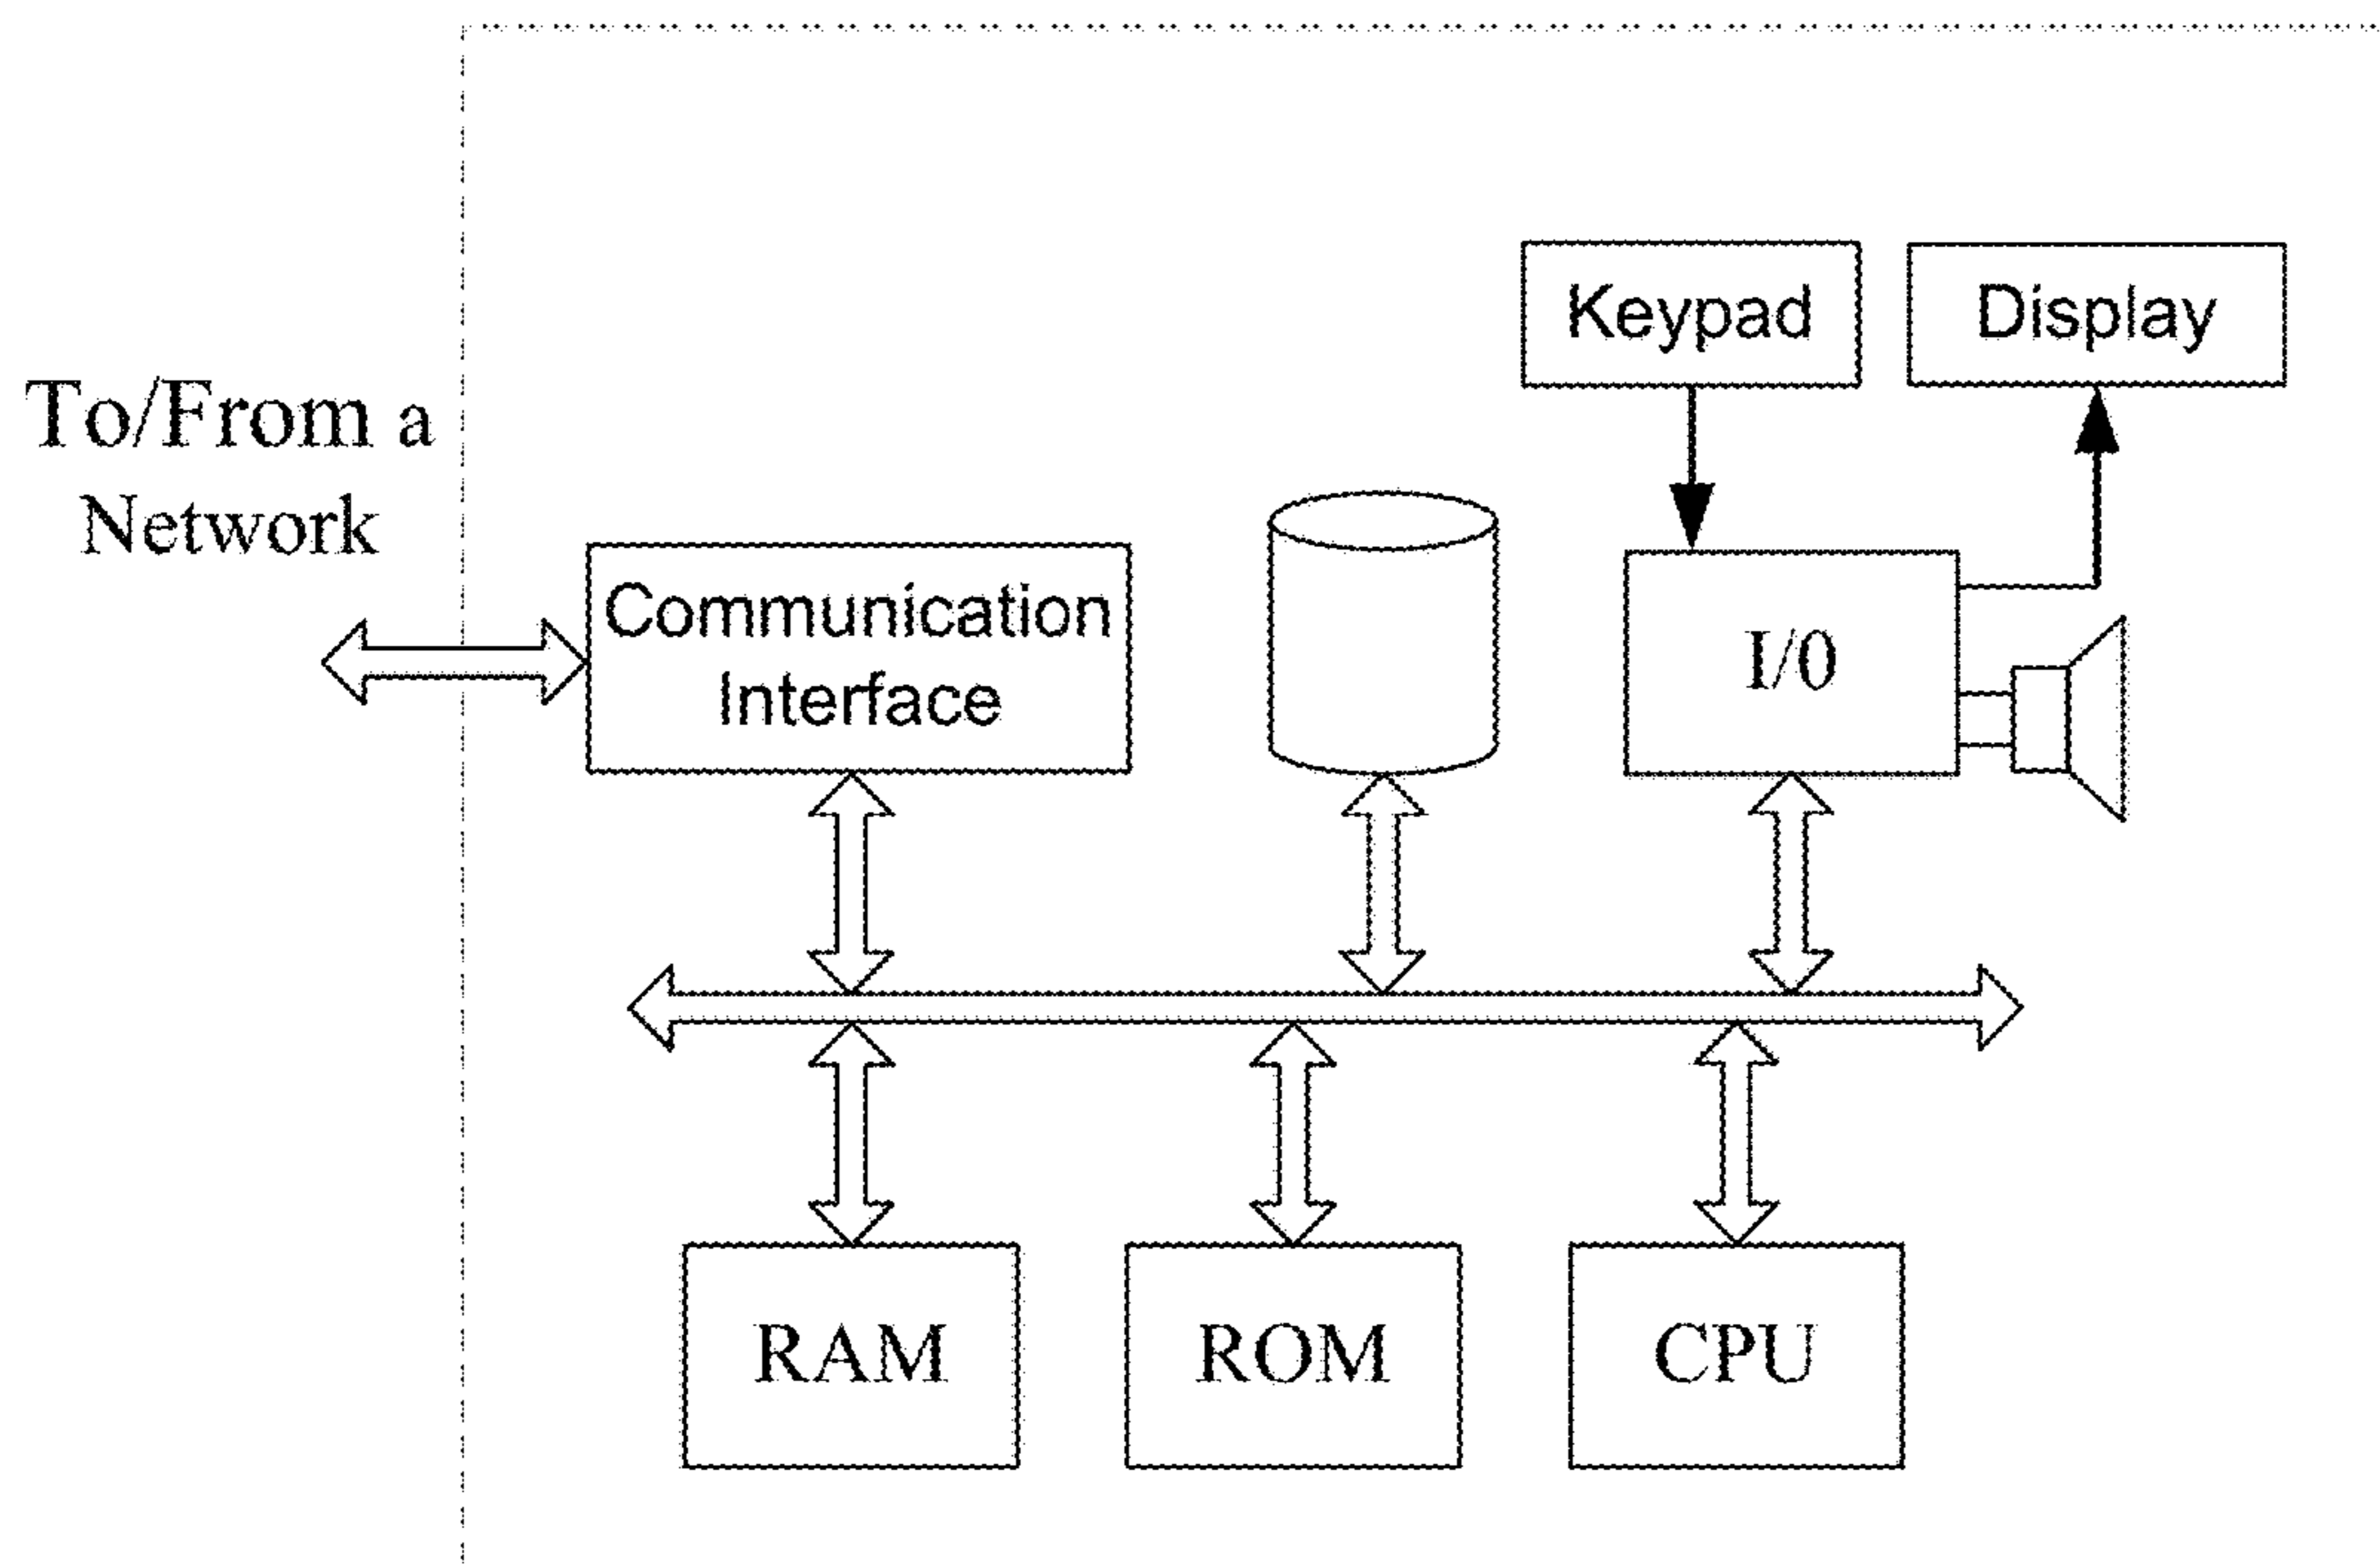 Keypad
Display
To/From a
Network
Communication
Interface
I/0
RAM
ROM
CPU